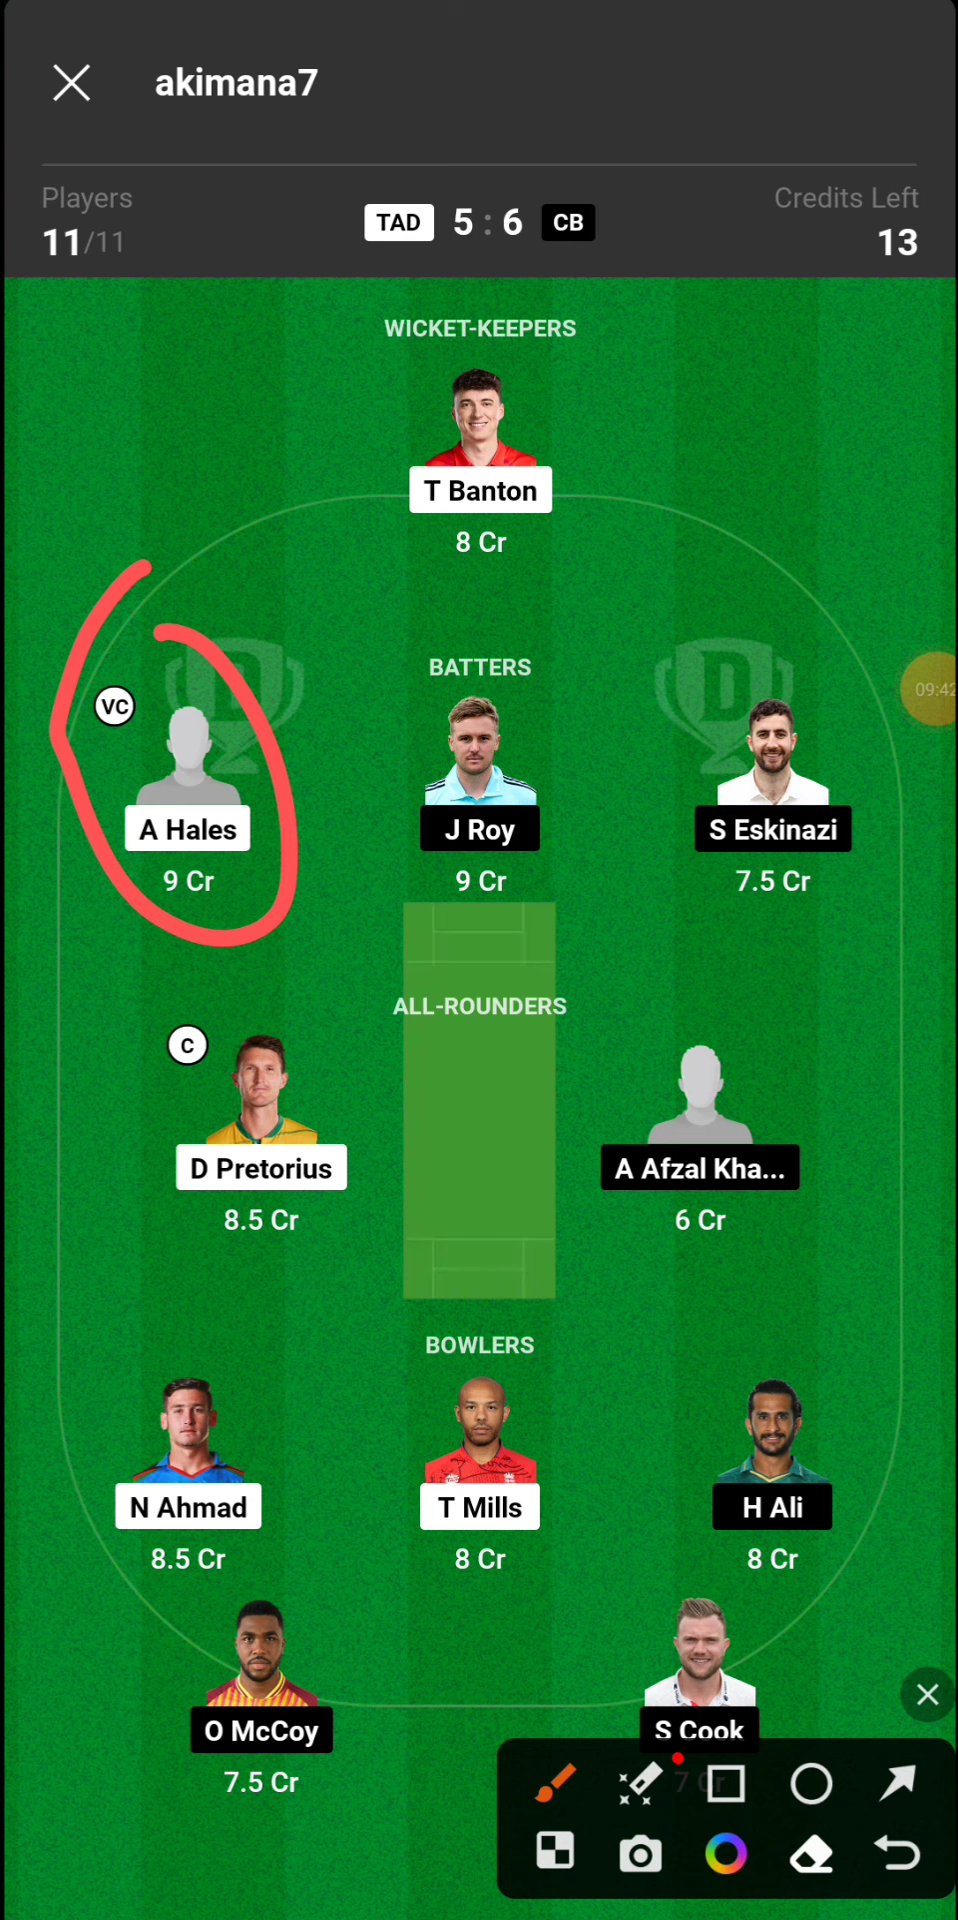 akimana7
Players
Credits Left
11/11
TAD 5 : 6 CB
13
WICKET-KEEPERS
T Banton
8 Cr
BATTERS
VC
A Hales
J Roy
S Eskinazi
9 Cr
9 Cr
7.5 Cr
09:42
ALL-ROUNDERS
C
D Pretorius
A Afzal Kha...
8.5 Cr
6 Cr
BOWLERS
N Ahmad
T Mills
H Ali
8.5 Cr
8 Cr
8 Cr
O McCoy
S Cook
7.5 Cr
7 Cr